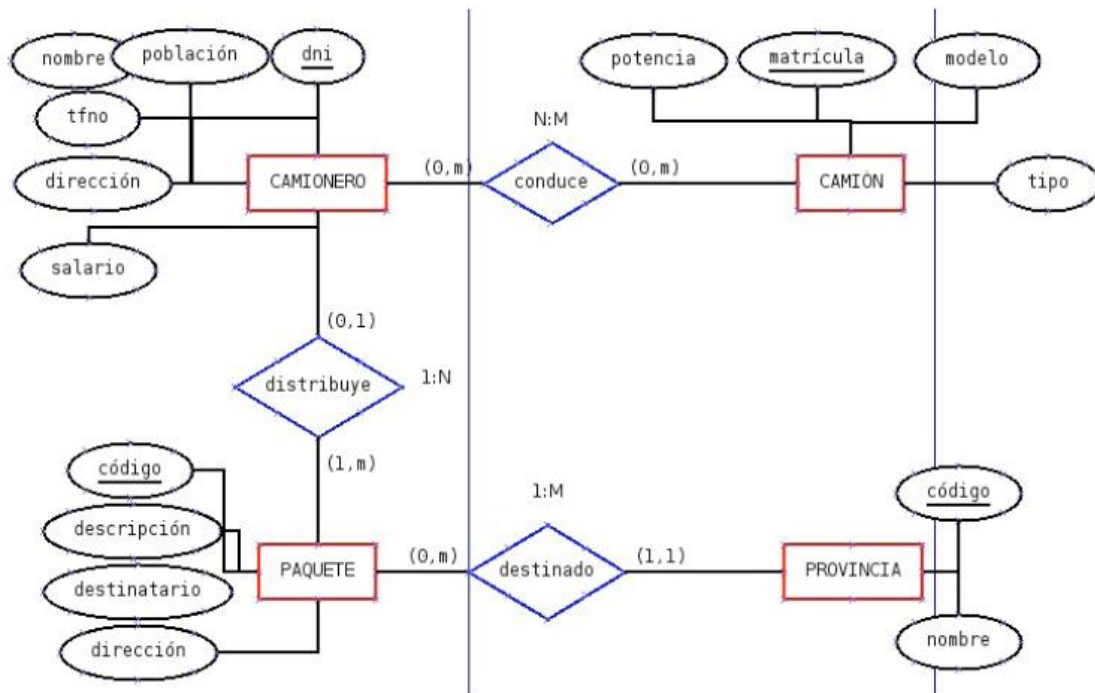 nombre
población
dni
tfno
dirección
salario
CAMIONERO
(0,m)
N:M
conduce
(0,m)
potencia
matrícula
modelo
CAMIÓN
tipo
(0,1)
distribuye
1:N
(1,m)
código
descripción
destinatario
dirección
PAQUETE
(0,m)
1:M
destinado
(1,1)
PROVINCIA
código
nombre